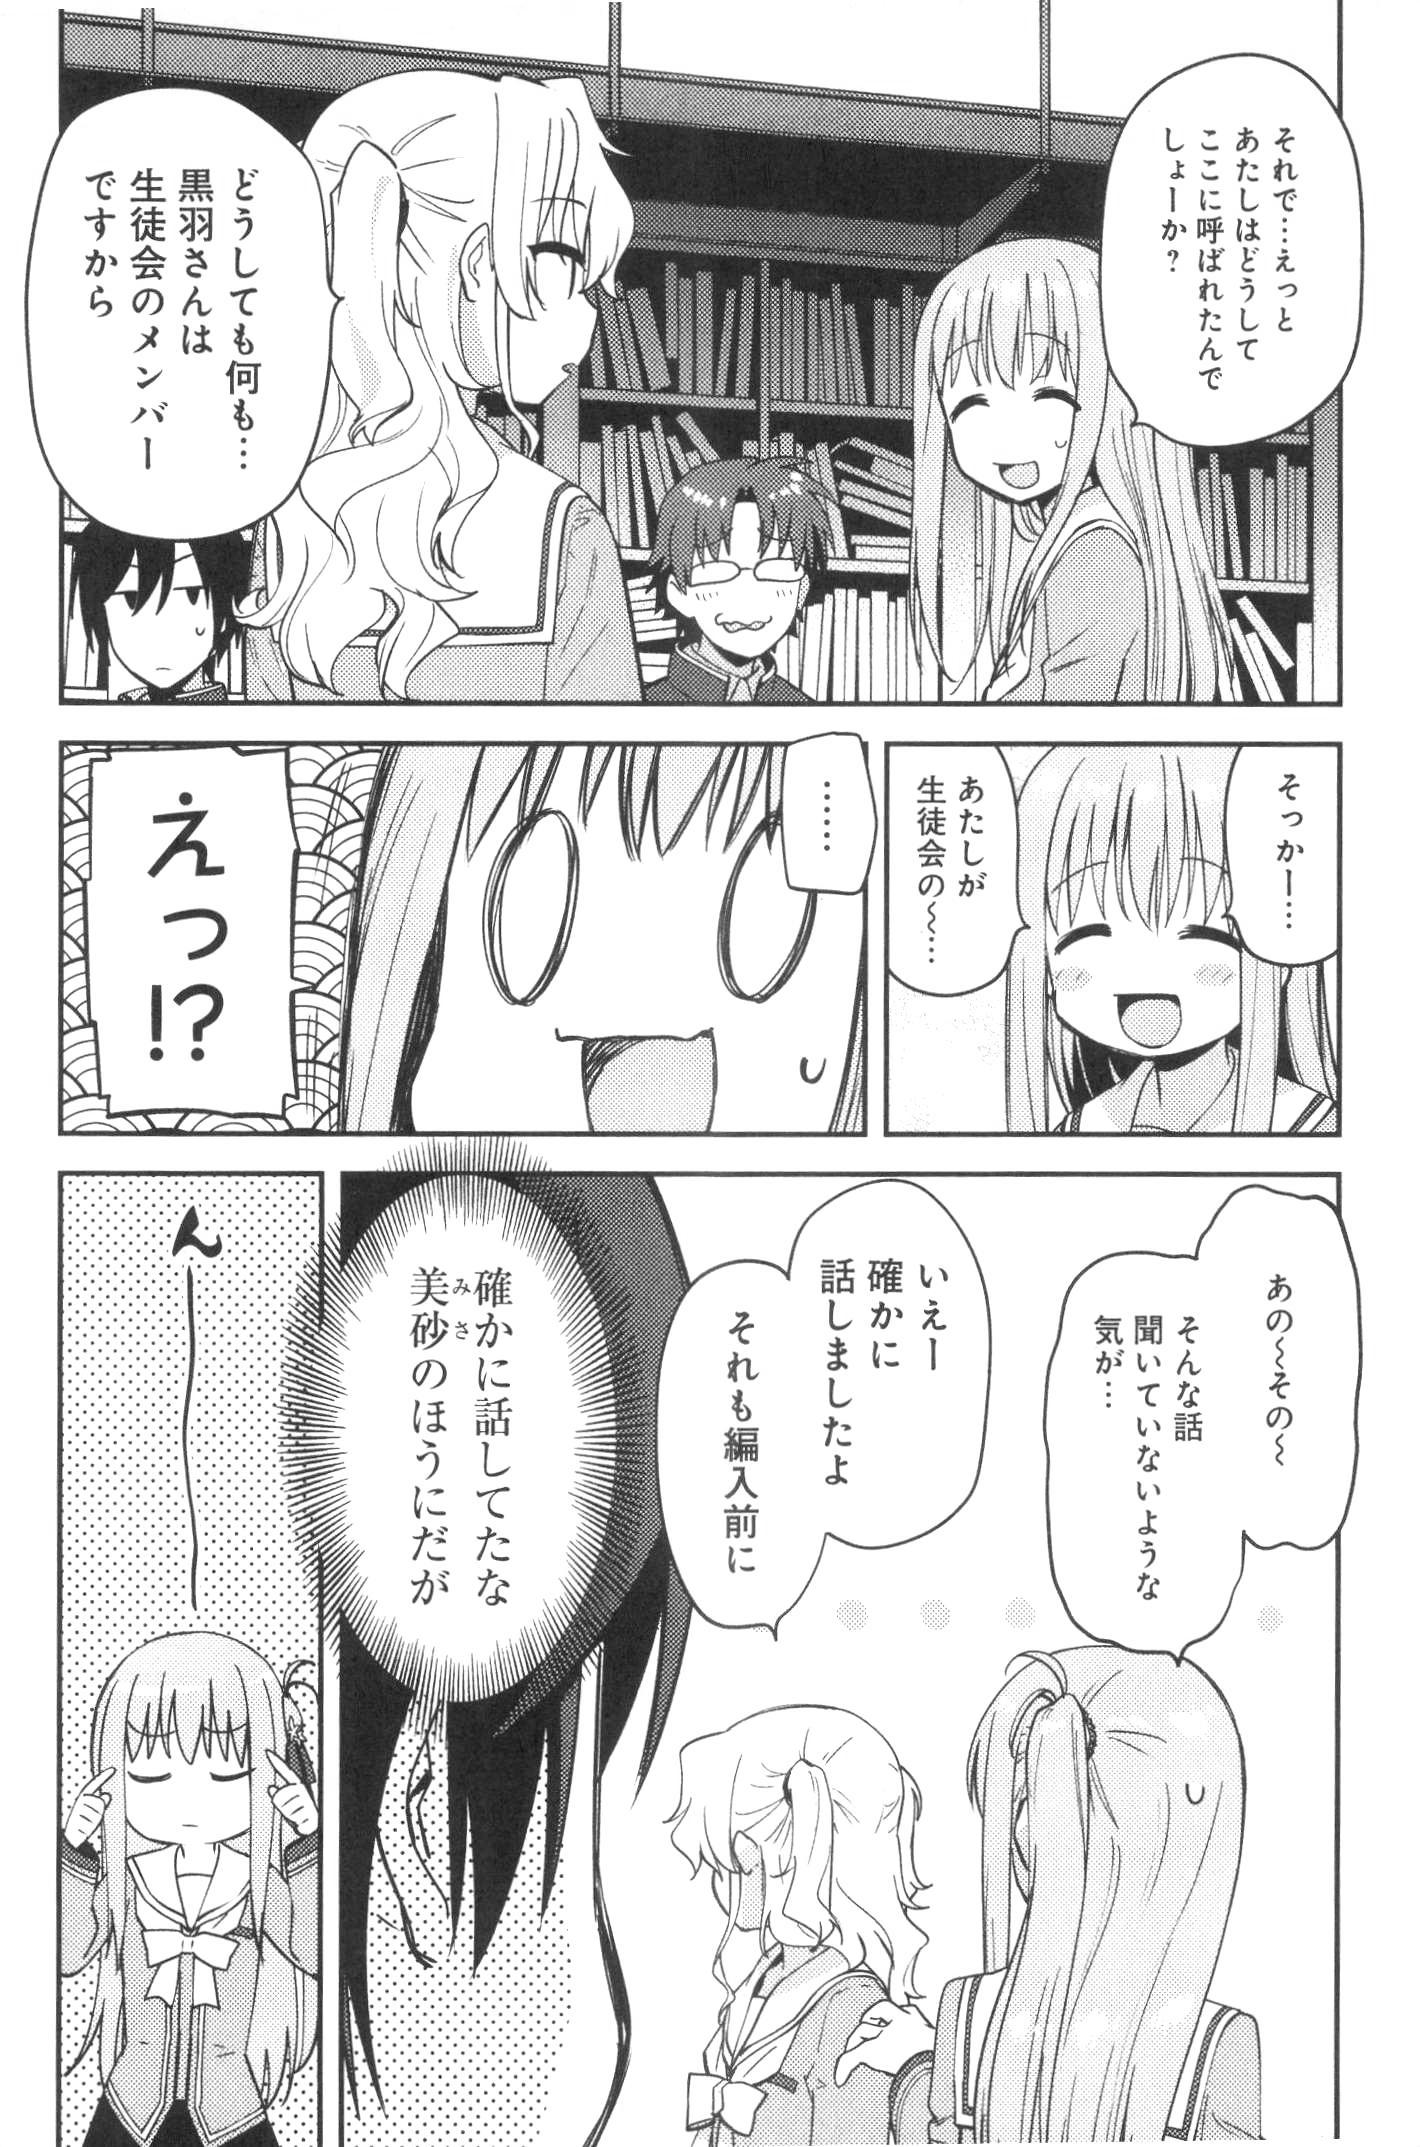 それで…えっと
あたしはどうして
ここに呼ばれたんで
しょーか?
どうしても何も…
黒羽さんは
生徒会のメンバー
ですから
そっかー…
あたしが
生徒会の〜…
……
えっ!?
あの〜その〜
そんな話
聞いていないような
気が…
いえー
確かに
話しましたよ
それも編入前に
確かに話してたな
美砂のほうにだが
みさ
ん――